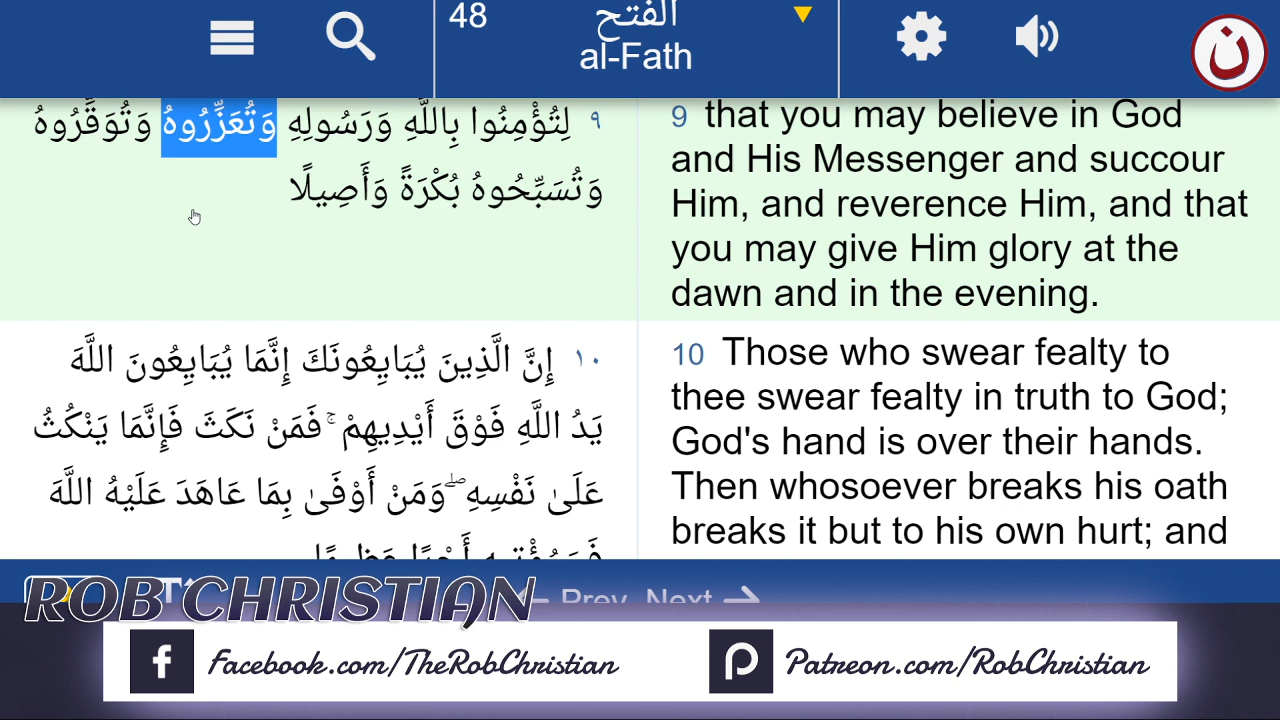 48
الفتح
al-Fath
ن
٩ لِتُؤْمِنُوا بِاللَّهِ وَرَسُولِهِ وَتُعَزِّرُوهُ وَتُوَقِّرُوهُ
وَتُسَبِّحُوهُ بُكْرَةً وَأَصِيلًا
9 that you may believe in God
and His Messenger and succour
Him, and reverence Him, and that
you may give Him glory at the
dawn and in the evening.
١٠ إِنَّ الَّذِينَ يُبَايِعُونَكَ إِنَّمَا يُبَايِعُونَ اللَّهَ
يَدُ اللَّهِ فَوْقَ أَيْدِيهِمْ ۚ فَمَنْ نَكَثَ فَإِنَّمَا يَنْكُثُ
عَلَىٰ نَفْسِهِ ۖ وَمَنْ أَوْفَىٰ بِمَا عَاهَدَ عَلَيْهُ اللَّهَ
10 Those who swear fealty to
thee swear fealty in truth to God;
God's hand is over their hands.
Then whosoever breaks his oath
breaks it but to his own hurt; and
Prev Next
ROB CHRISTIAN
Facebook.com/TheRobChristian
Patreon.com/RobChristian